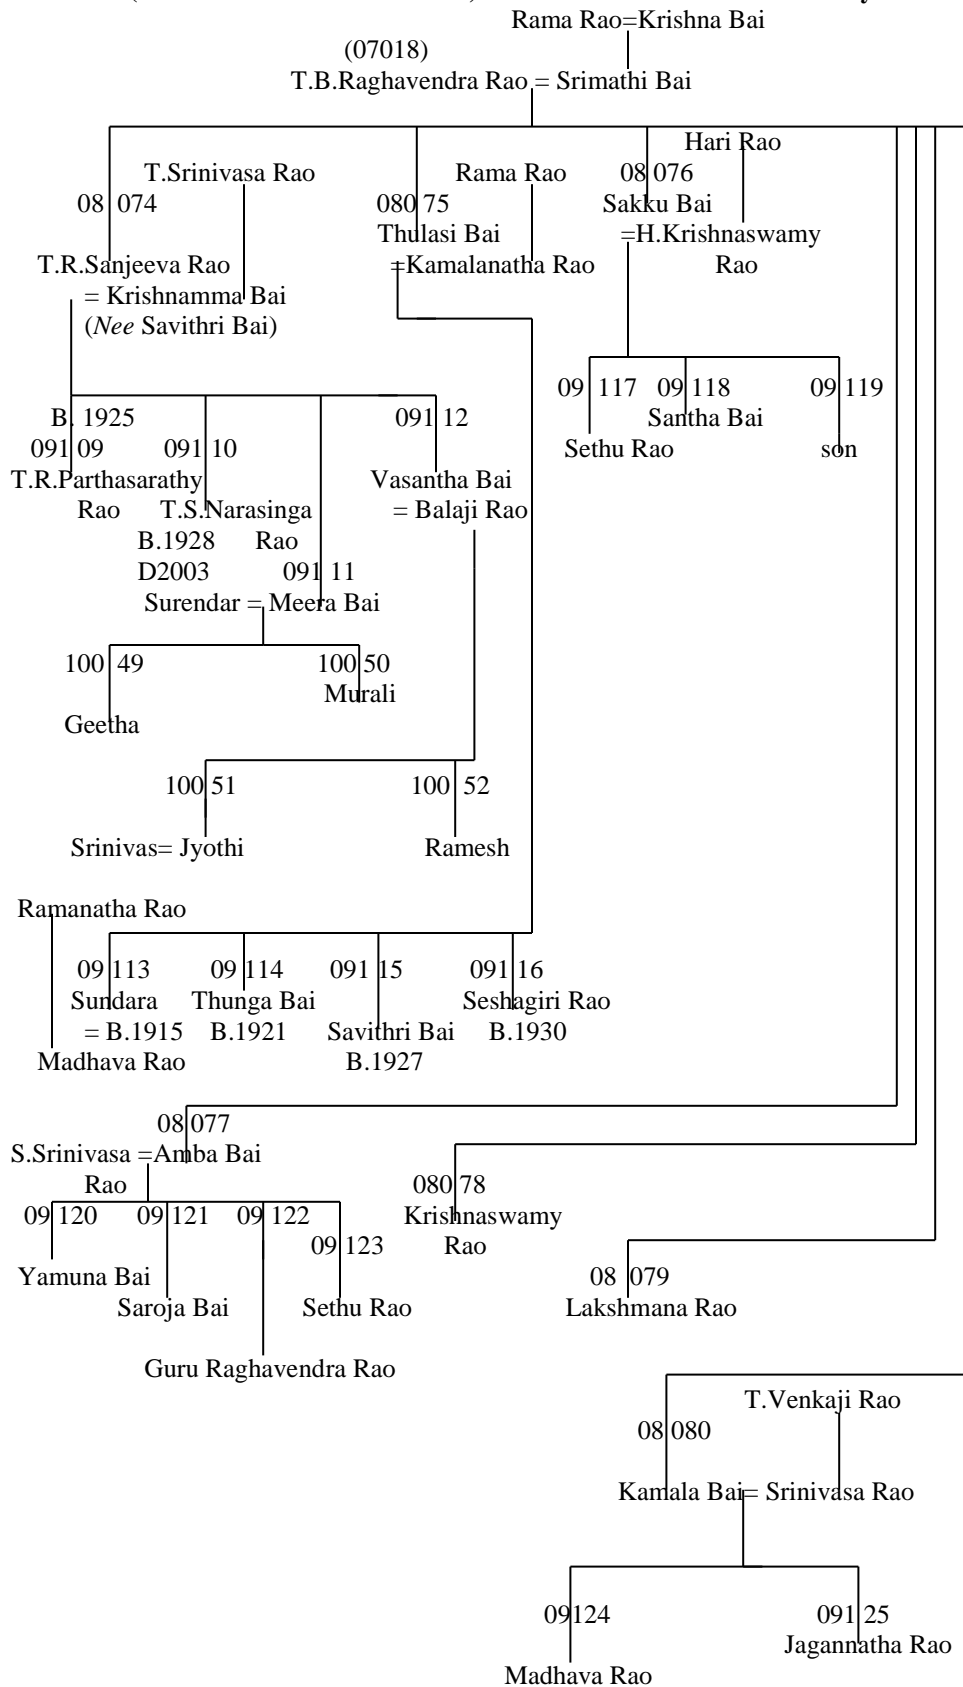 Rama Rao=Krishna Bai
(07018)
T.B.Raghavendra Rao = Srimathi Bai
Hari Rao
T.Srinivasa Rao Rama Rao 08 076
08 074 080 75 Sakku Bai
Thulasi Bai =H.Krishnaswamy
T.R.Sanjeeva Rao =Kamalanatha Rao Rao
= Krishnamma Bai
(Nee Savithri Bai)
09 117 09 118 09 119
B. 1925 091 12 Santha Bai
091 09 091 10 Sethu Rao son
T.R.Parthasarathy Vasantha Bai
Rao T.S.Narasinga = Balaji Rao
B.1928 Rao
D2003 091 11
Surendar = Meera Bai
100 49 100 50
Murali
Geetha
100 51 100 52
Srinivas= Jyothi Ramesh
Ramanatha Rao
09 113 09 114 091 15 091 16
Sundara Thunga Bai Seshagiri Rao
= B.1915 B.1921 Savithri Bai B.1930
Madhava Rao B.1927
08 077
S.Srinivasa =Amba Bai
Rao 080 78
09 120 09 121 09 122 Krishnaswamy
09 123 Rao
Yamuna Bai 08 079
Saroja Bai Sethu Rao Lakshmana Rao
Guru Raghavendra Rao
T.Venkaji Rao
08 080
Kamala Bai= Srinivasa Rao
09124 091 25
Jagannatha Rao
Madhava Rao